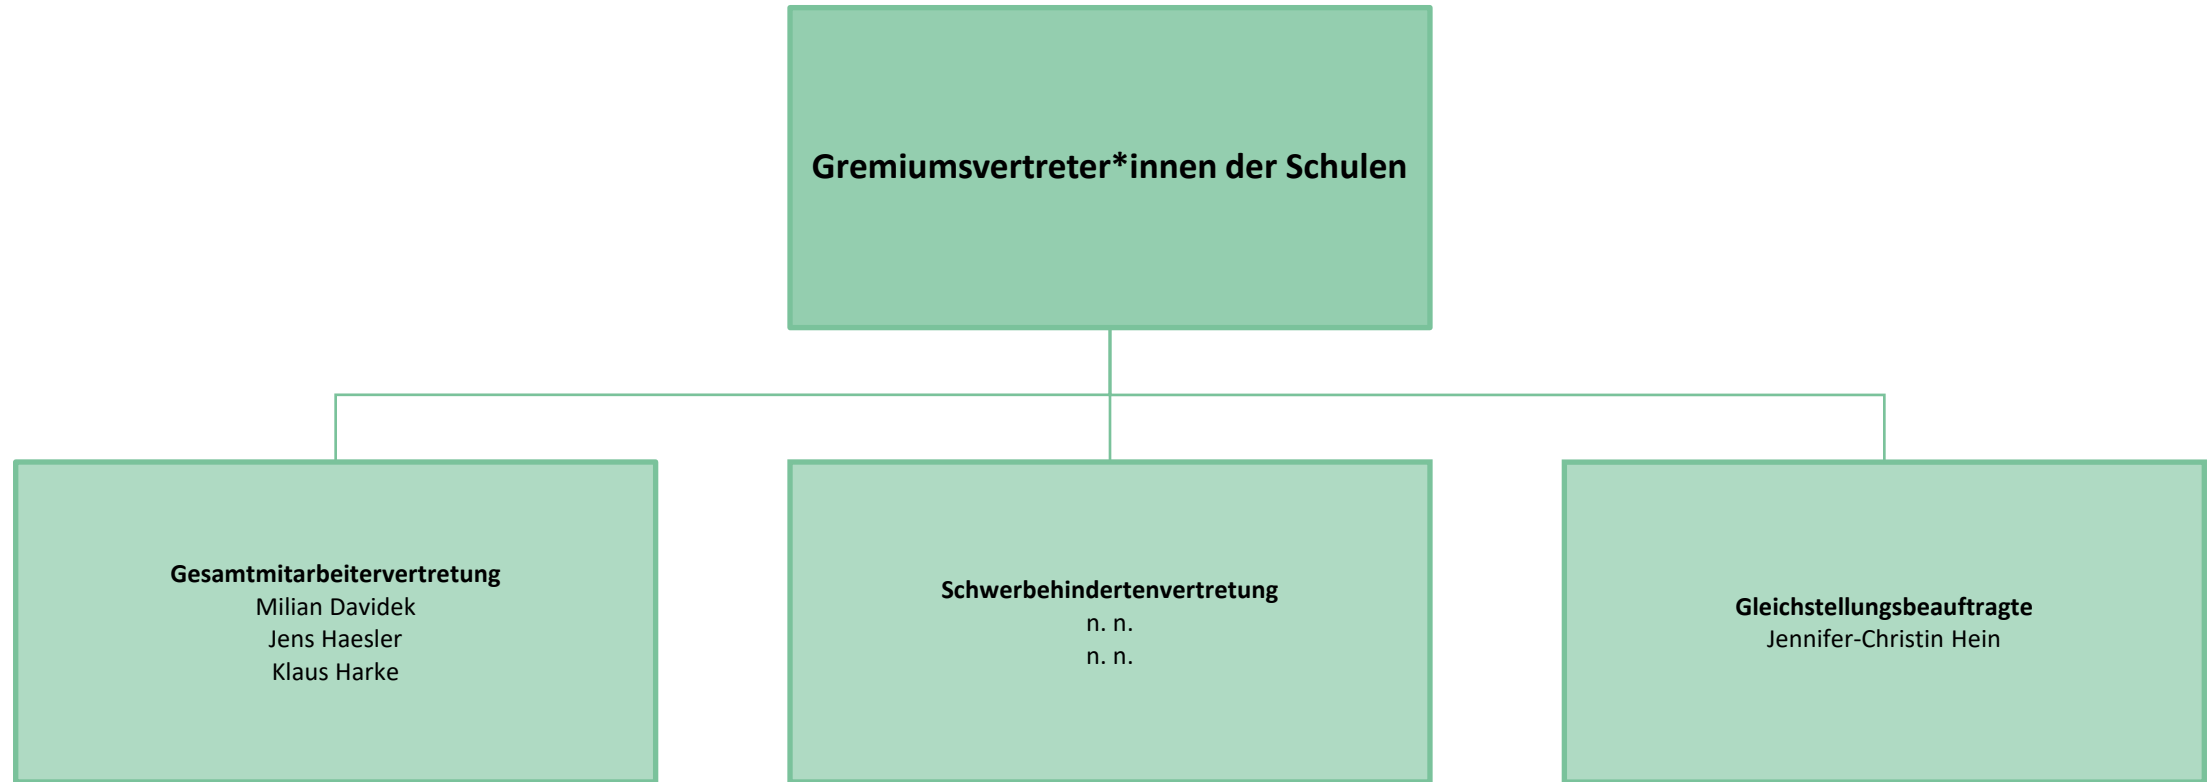 Gremiumsvertreter*innen der Schulen
Gesamtmitarbeitervertretung
Milian Davidek
Jens Haesler
Klaus Harke
Schwerbehindertenvertretung
n. n.
n. n.
Gleichstellungsbeauftragte
Jennifer-Christin Hein